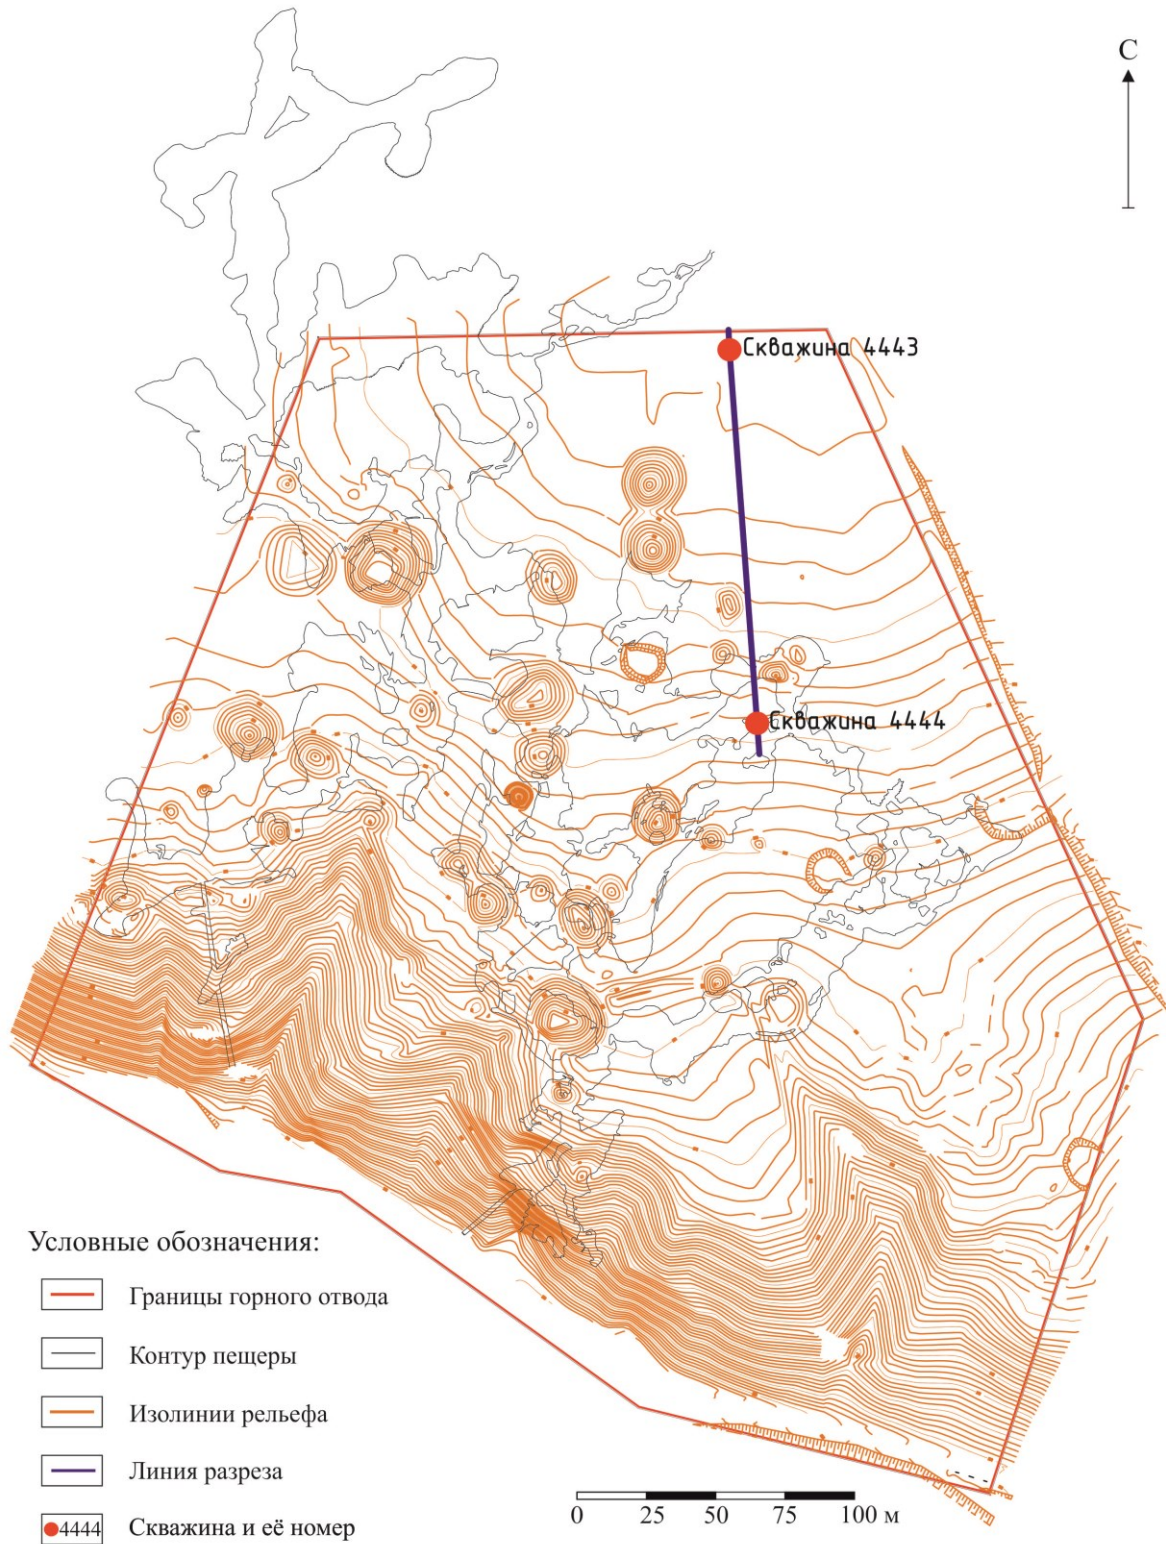 С
Скважина 4443
Скважина 4444
Условные обозначения:
Границы горного отвода
Контур пещеры
Изолинии рельефа
Линия разреза
4444 Скважина и её номер
0 25 50 75 100 м